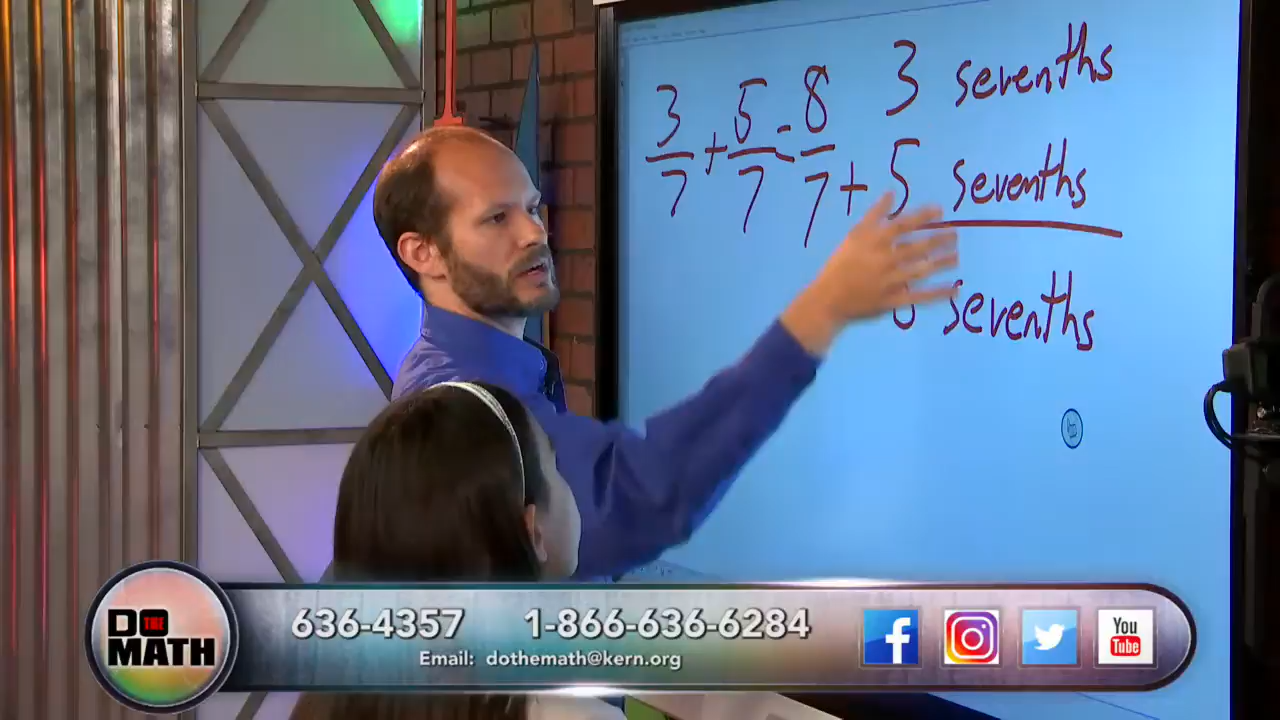 3/7 + 5/7 = 8/7
3 sevenths
+ 5 sevenths
sevenths
DO THE MATH
636-4357 1-866-636-6284
Email: dothemath@kern.org
f
You Tube